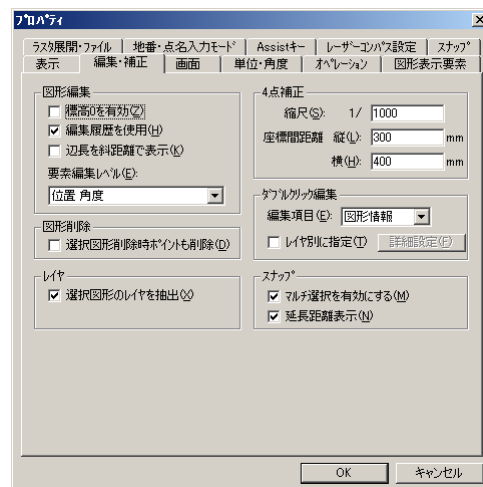 ﾌﾟﾛﾊﾟﾃｨ
ﾗｽﾀ展開・ﾌｧｲﾙ 地番・点名入力ﾓｰﾄﾞ Assistｷｰ ﾚｰｻﾞｰｺﾝﾊﾟｽ設定 ｽﾅｯﾌﾟ
表示 編集・補正 画面 単位・角度 ｵﾍﾟﾚｰｼｮﾝ 図形表示要素
図形編集
標高0を有効(Z)
編集履歴を使用(H)
辺長を斜距離で表示(K)
要素編集ﾚﾍﾞﾙ(E):
位置 角度
図形削除
選択図形削除時ﾎﾟｲﾝﾄも削除(D)
ﾚｲﾔ
選択図形のﾚｲﾔを抽出(X)
4点補正
縮尺(S): 1/ 1000
座標間距離 縦(L): 300 mm
横(H): 400 mm
ﾀﾞﾌﾞﾙｸﾘｯｸ編集
編集項目(E): 図形情報
ﾚｲﾔ別に指定(T) 詳細設定(F)
ｽﾅｯﾌﾟ
ﾏﾙﾁ選択を有効にする(M)
延長距離表示(N)
OK キャンセル